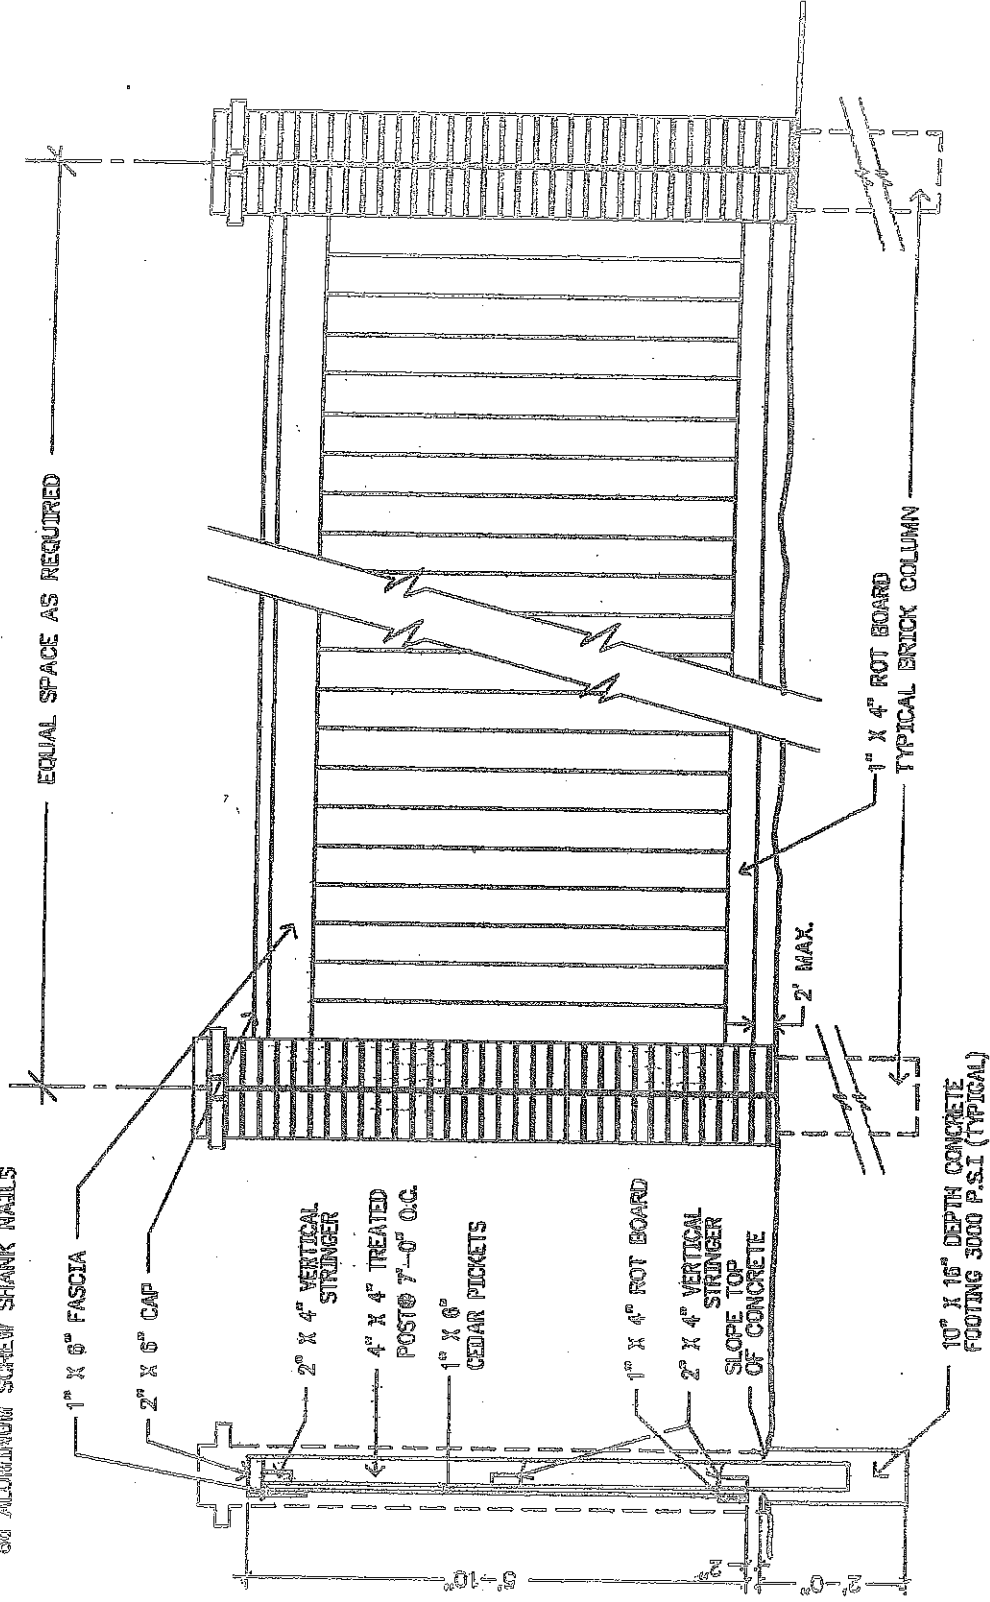 8d ALUMINUM SCREW SHANK NAILS
1" X 6" FASCIA
2" X 6" CAP
2" X 4" VERTICAL
STRINGER
4" X 4" TREATED
POST@ 7'-0" O.C.
1" X 6"
CEDAR PICKETS
1" X 4" ROT BOARD
2" X 4" VERTICAL
STRINGER
SLOPE TOP
OF CONCRETE
10" X 16" DEPTH CONCRETE
FOOTING 3000 P.S.I (TYPICAL)
5'-10"
2"
2'-0"
EQUAL SPACE AS REQUIRED
2' MAX.
1" X 4" ROT BOARD
TYPICAL BRICK COLUMN